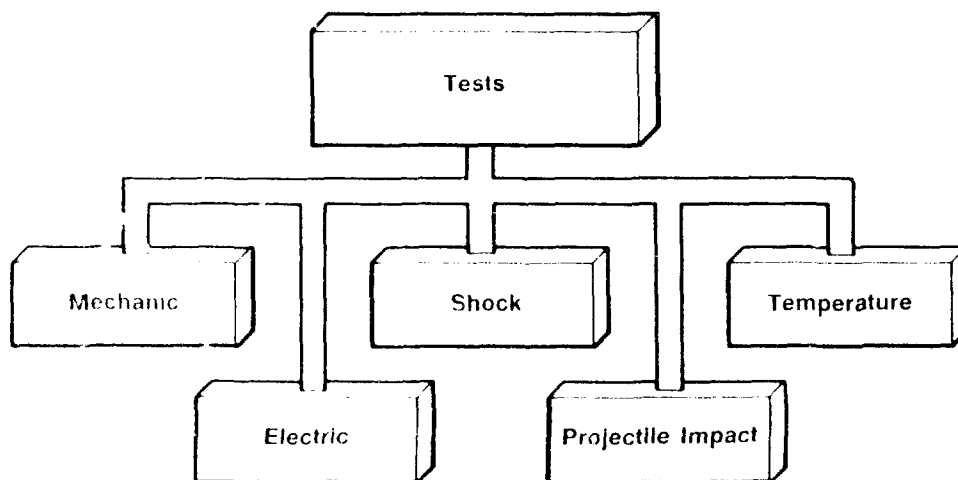 Tests
Mechanic
Shock
Temperature
Electric
Projectile Impact